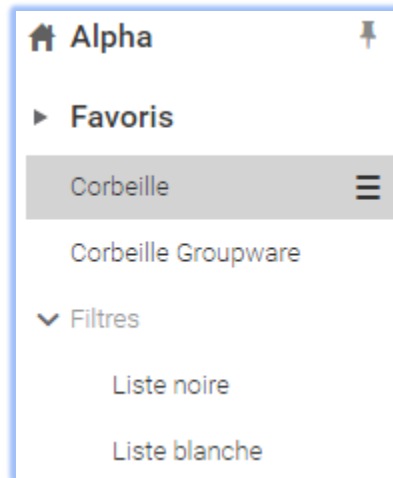 Alpha
Favoris
Corbeille
Corbeille Groupware
Filtres
Liste noire
Liste blanche